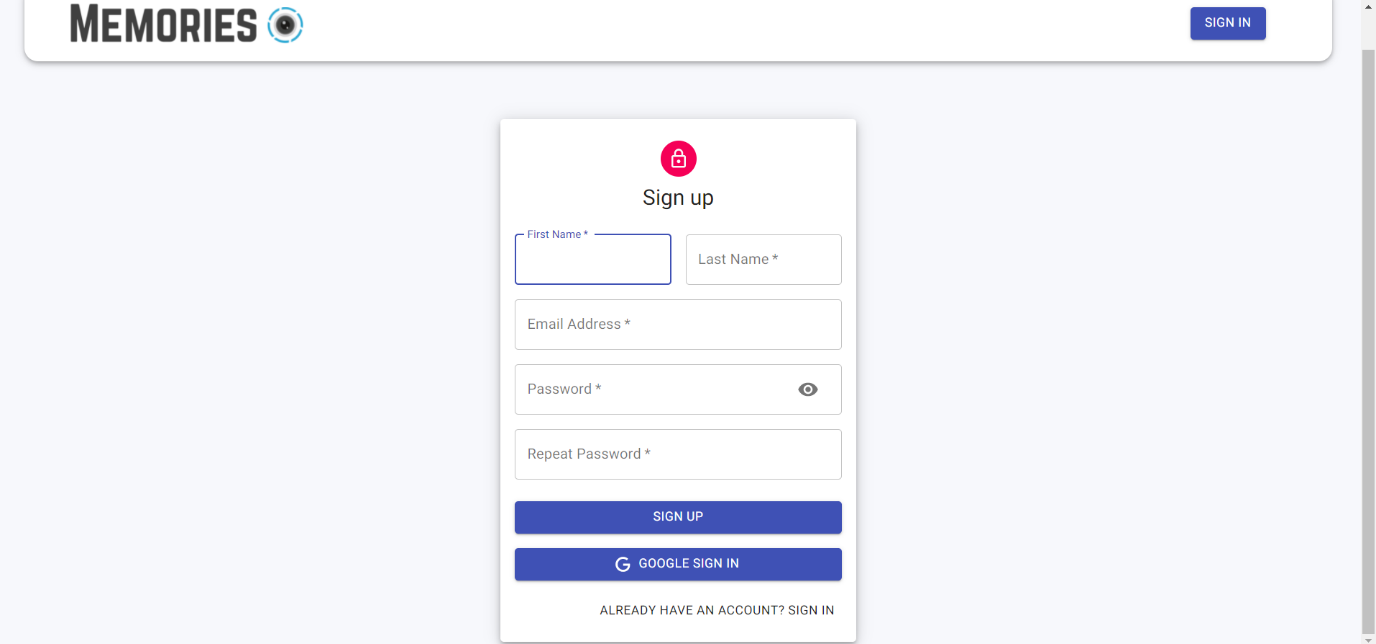 MEMORIES
SIGN IN
Sign up
First Name *
Last Name *
Email Address *
Password *
Repeat Password *
SIGN UP
G GOOGLE SIGN IN
ALREADY HAVE AN ACCOUNT? SIGN IN